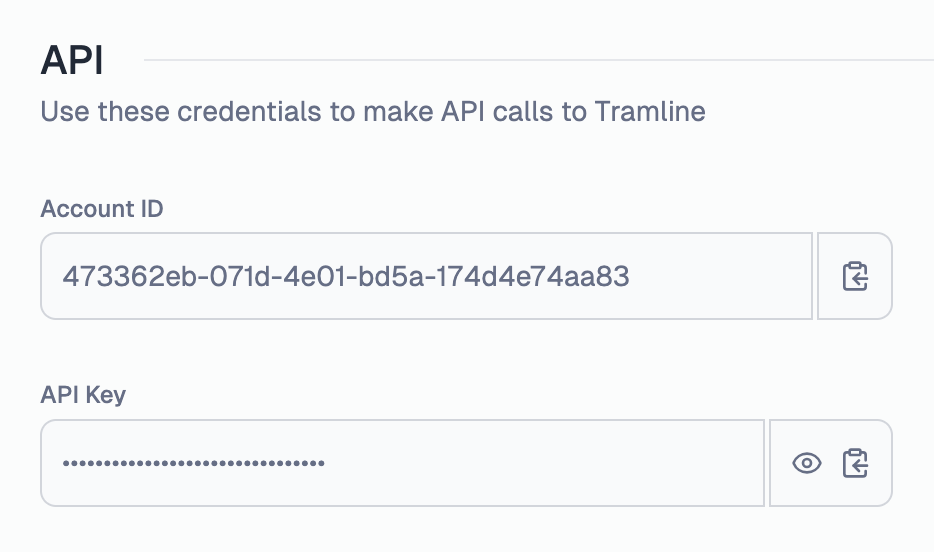 API
Use these credentials to make API calls to Tramline
Account ID
473362eb-071d-4e01-bd5a-174d4e74aa83
API Key
••••••••••••••••••••••••••••••••